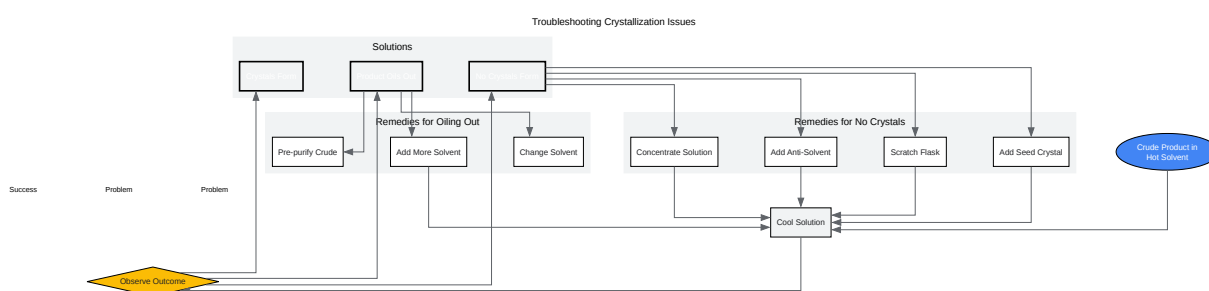 Troubleshooting Crystallization Issues
Solutions
Remedies for Oiling Out
Remedies for No Crystals
Pre-purify Crude
Add More Solvent
Change Solvent
Concentrate Solution
Add Anti-Solvent
Scratch Flask
Add Seed Crystal
Crude Product in
Hot Solvent
Success
Problem
Problem
Cool Solution
Observe Outcome